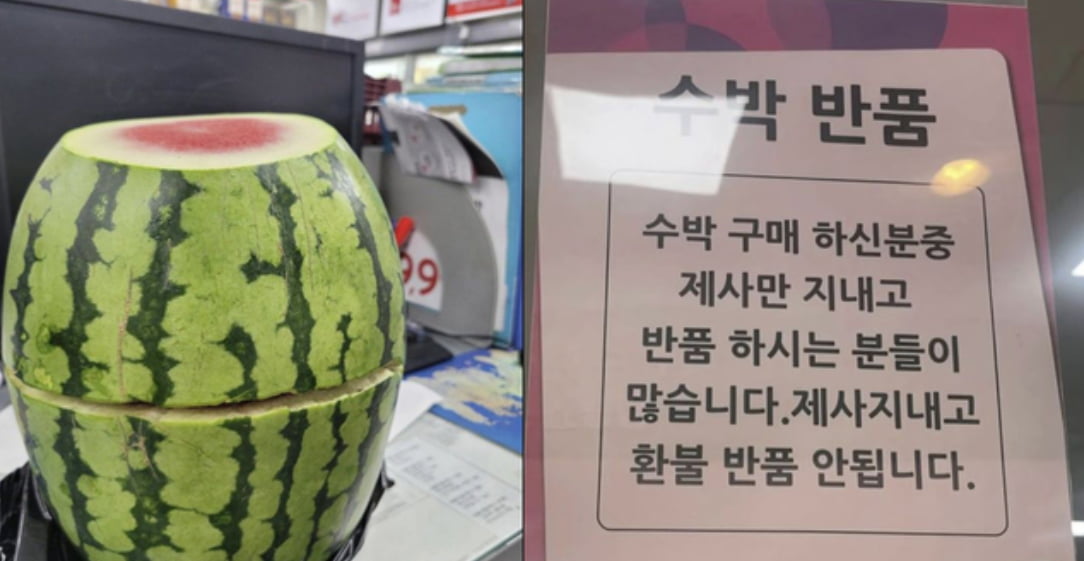 9.9
수박 반품
수박 구매 하신분중
제사만 지내고
반품 하시는 분들이
많습니다.제사지내고
환불 반품 안됩니다.